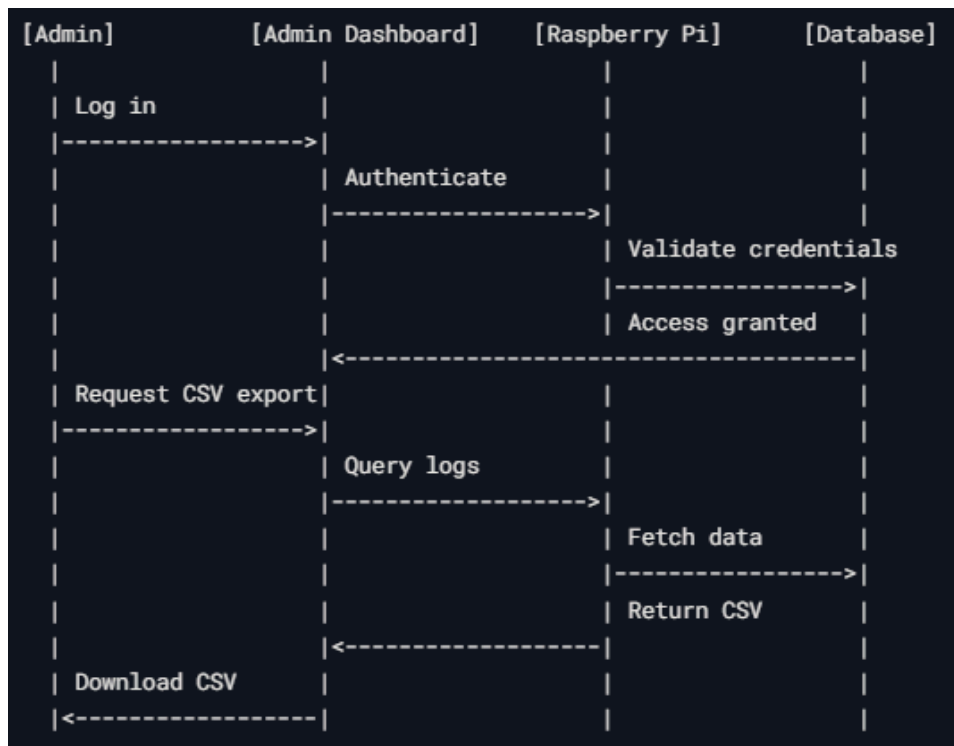 [Admin] [Admin Dashboard] [Raspberry Pi] [Database]
Log in
Authenticate
Validate credentials
Access granted
Request CSV export
Query logs
Fetch data
Return CSV
Download CSV